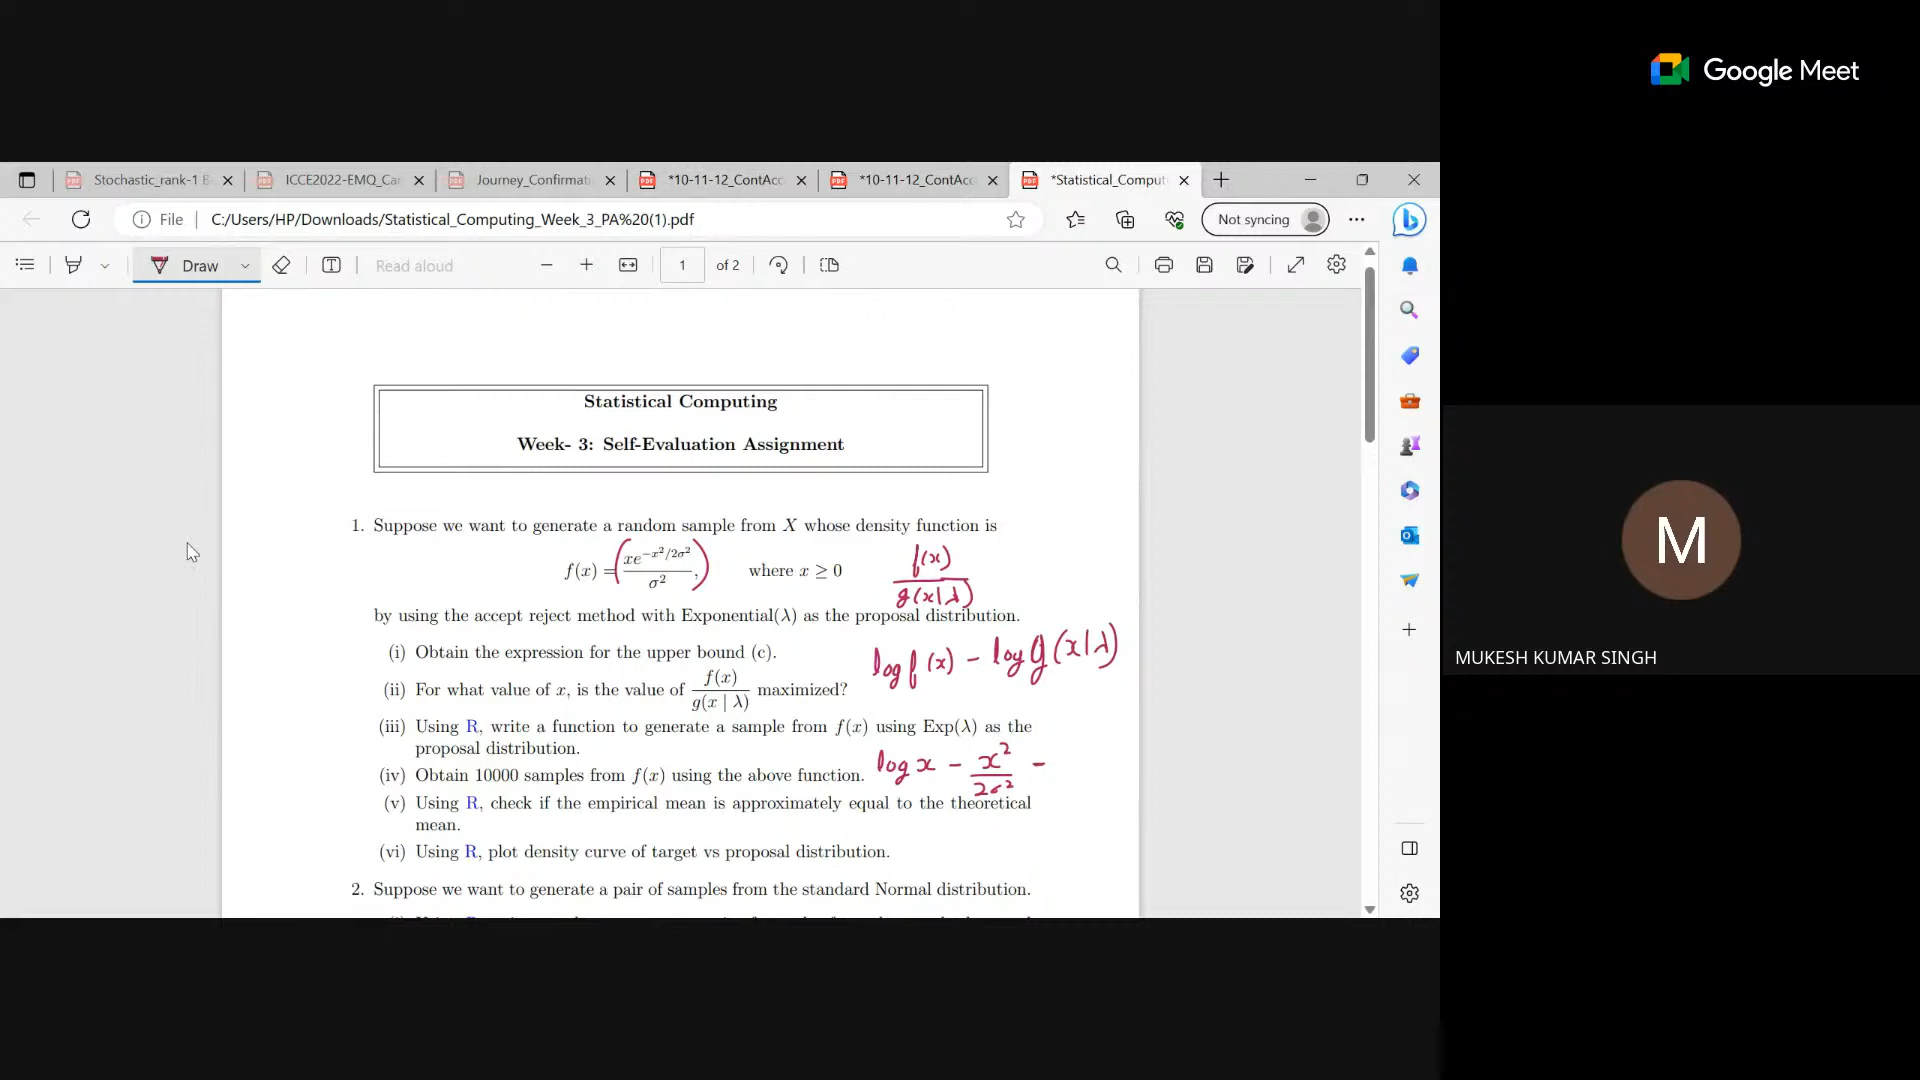 Google Meet
Stochastic_rank-1 B
ICCE2022-EMQ_Ca
Journey_Confirmat
*10-11-12_ContAcc
*10-11-12_ContAcc
*Statistical_Comput
File | C:/Users/HP/Downloads/Statistical_Computing_Week_3_PA%20(1).pdf
Not syncing
Draw
Read aloud
1 of 2
Statistical Computing
Week- 3: Self-Evaluation Assignment
1. Suppose we want to generate a random sample from X whose density function is
f(x) = xe^{-x²/2σ²}/σ², where x ≥ 0
f(x)/g(x|λ)
by using the accept reject method with Exponential(λ) as the proposal distribution.
(i) Obtain the expression for the upper bound (c).
log f(x) - log g(x|λ)
(ii) For what value of x, is the value of f(x)/g(x | λ) maximized?
(iii) Using R, write a function to generate a sample from f(x) using Exp(λ) as the
proposal distribution.
log x - x²/2σ² -
(iv) Obtain 10000 samples from f(x) using the above function.
(v) Using R, check if the empirical mean is approximately equal to the theoretical
mean.
(vi) Using R, plot density curve of target vs proposal distribution.
2. Suppose we want to generate a pair of samples from the standard Normal distribution.
M
MUKESH KUMAR SINGH